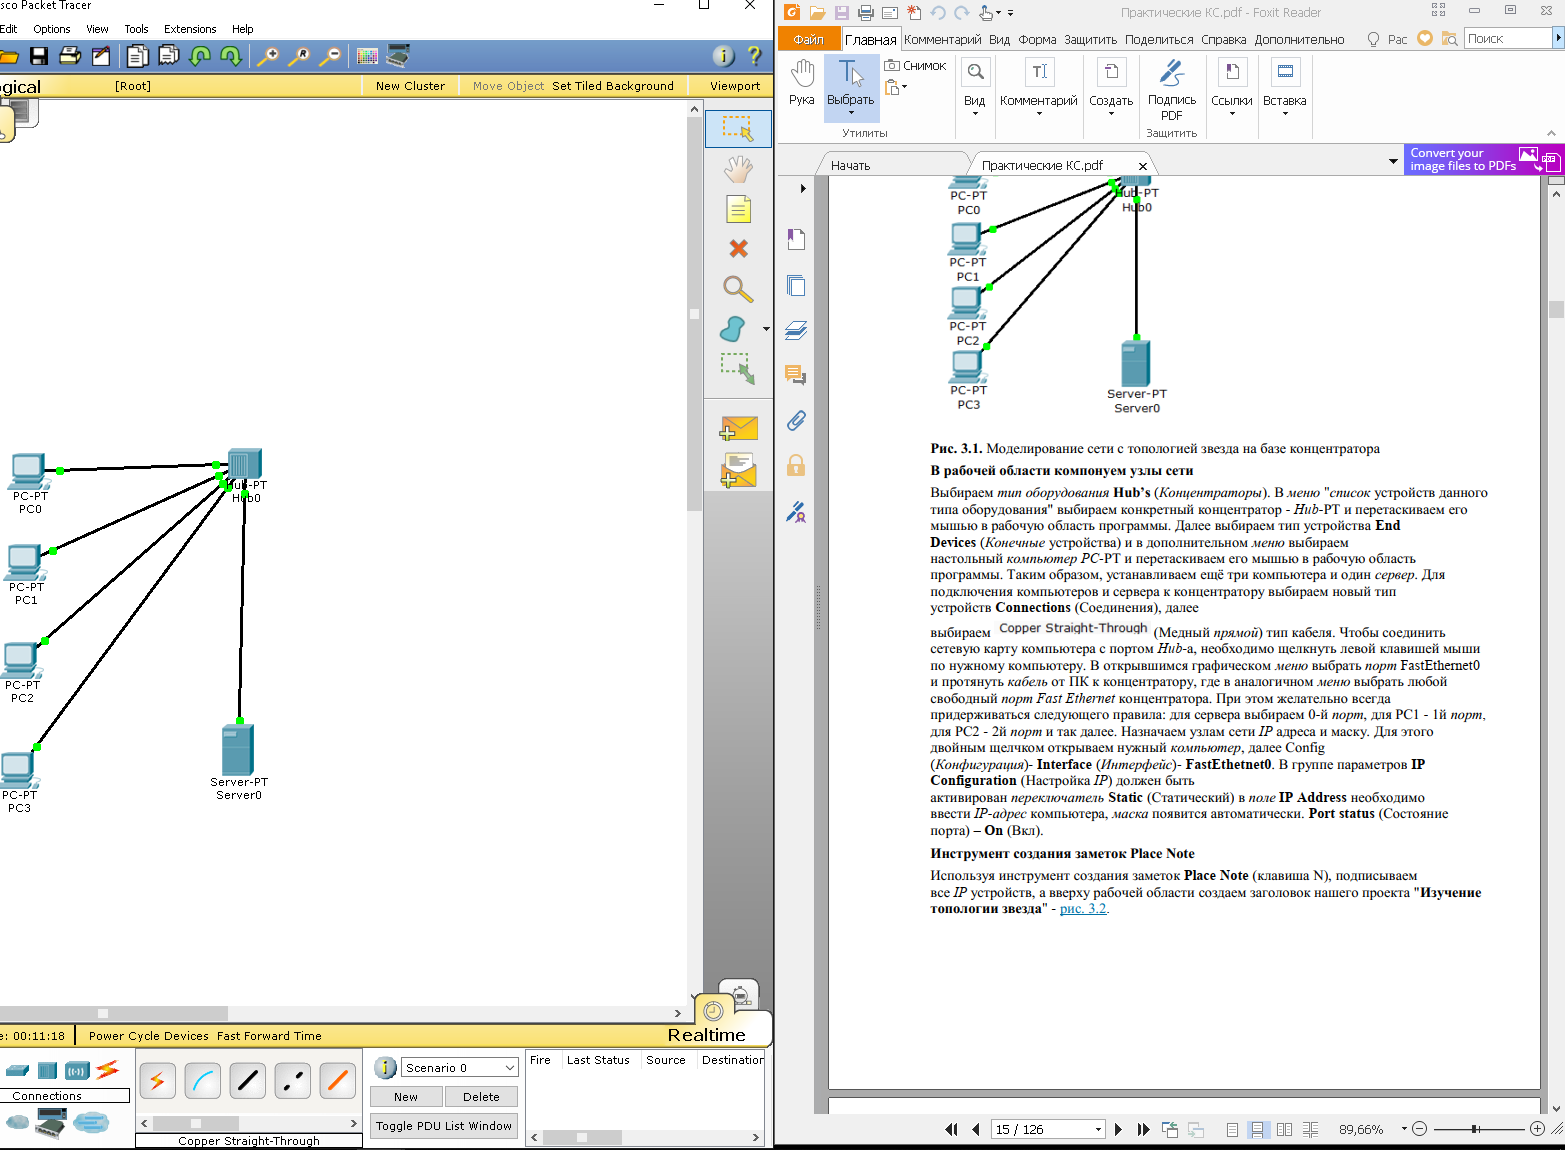 sco Packet Tracer
Edit Options View Tools Extensions Help
gical [Root] New Cluster Move Object Set Tiled Background Viewport
PC-PT
PC0
Hub-PT
Hub0
PC-PT
PC1
PC-PT
PC2
PC-PT
PC3
Server-PT
Server0
e: 00:11:18 Power Cycle Devices Fast Forward Time Realtime
Connections
Copper Straight-Through
Scenario 0
New Delete
Toggle PDU List Window
Fire Last Status Source Destination
Практические КС.pdf - Foxit Reader
Файл Главная Комментарий Вид Форма Защитить Поделиться Справка Дополнительно Рас Поиск
Рука Выбрать Снимок Вид Комментарий Создать Подпись PDF Ссылки Вставка
Утилиты Защитить
Начать Практические КС.pdf
Convert your
image files to PDFs
PC-PT
PC0
Hub-PT
Hub0
PC-PT
PC1
PC-PT
PC2
PC-PT
PC3
Server-PT
Server0
Рис. 3.1. Моделирование сети с топологией звезда на базе концентратора
В рабочей области компонуем узлы сети
Выбираем тип оборудования Hub's (Концентраторы). В меню "список устройств данного
типа оборудования" выбираем конкретный концентратор - Hub-PT и перетаскиваем его
мышью в рабочую область программы. Далее выбираем тип устройства End
Devices (Конечные устройства) и в дополнительном меню выбираем
настольный компьютер PC-PT и перетаскиваем его мышью в рабочую область
программы. Таким образом, устанавливаем ещё три компьютера и один сервер. Для
подключения компьютеров и сервера к концентратору выбираем новый тип
устройств Connections (Соединения), далее
выбираем Copper Straight-Through (Медный прямой) тип кабеля. Чтобы соединить
сетевую карту компьютера с портом Hub-а, необходимо щелкнуть левой клавишей мыши
по нужному компьютеру. В открывшимся графическом меню выбрать порт FastEthernet0
и протянуть кабель от ПК к концентратору, где в аналогичном меню выбрать любой
свободный порт Fast Ethernet концентратора. При этом желательно всегда
придерживаться следующего правила: для сервера выбираем 0-й порт, для PC1 - 1й порт,
для PC2 - 2й порт и так далее. Назначаем узлам сети IP адреса и маску. Для этого
двойным щелчком открываем нужный компьютер, далее Config
(Конфигурация)- Interface (Интерфейс)- FastEthetnet0. В группе параметров IP
Configuration (Настройка IP) должен быть
активирован переключатель Static (Статический) в поле IP Address необходимо
ввести IP-адрес компьютера, маска появится автоматически. Port status (Состояние
порта) – On (Вкл).
Инструмент создания заметок Place Note
Используя инструмент создания заметок Place Note (клавиша N), подписываем
все IP устройств, а вверху рабочей области создаем заголовок нашего проекта "Изучение
топологии звезда" - рис. 3.2.
15 / 126 89,66%